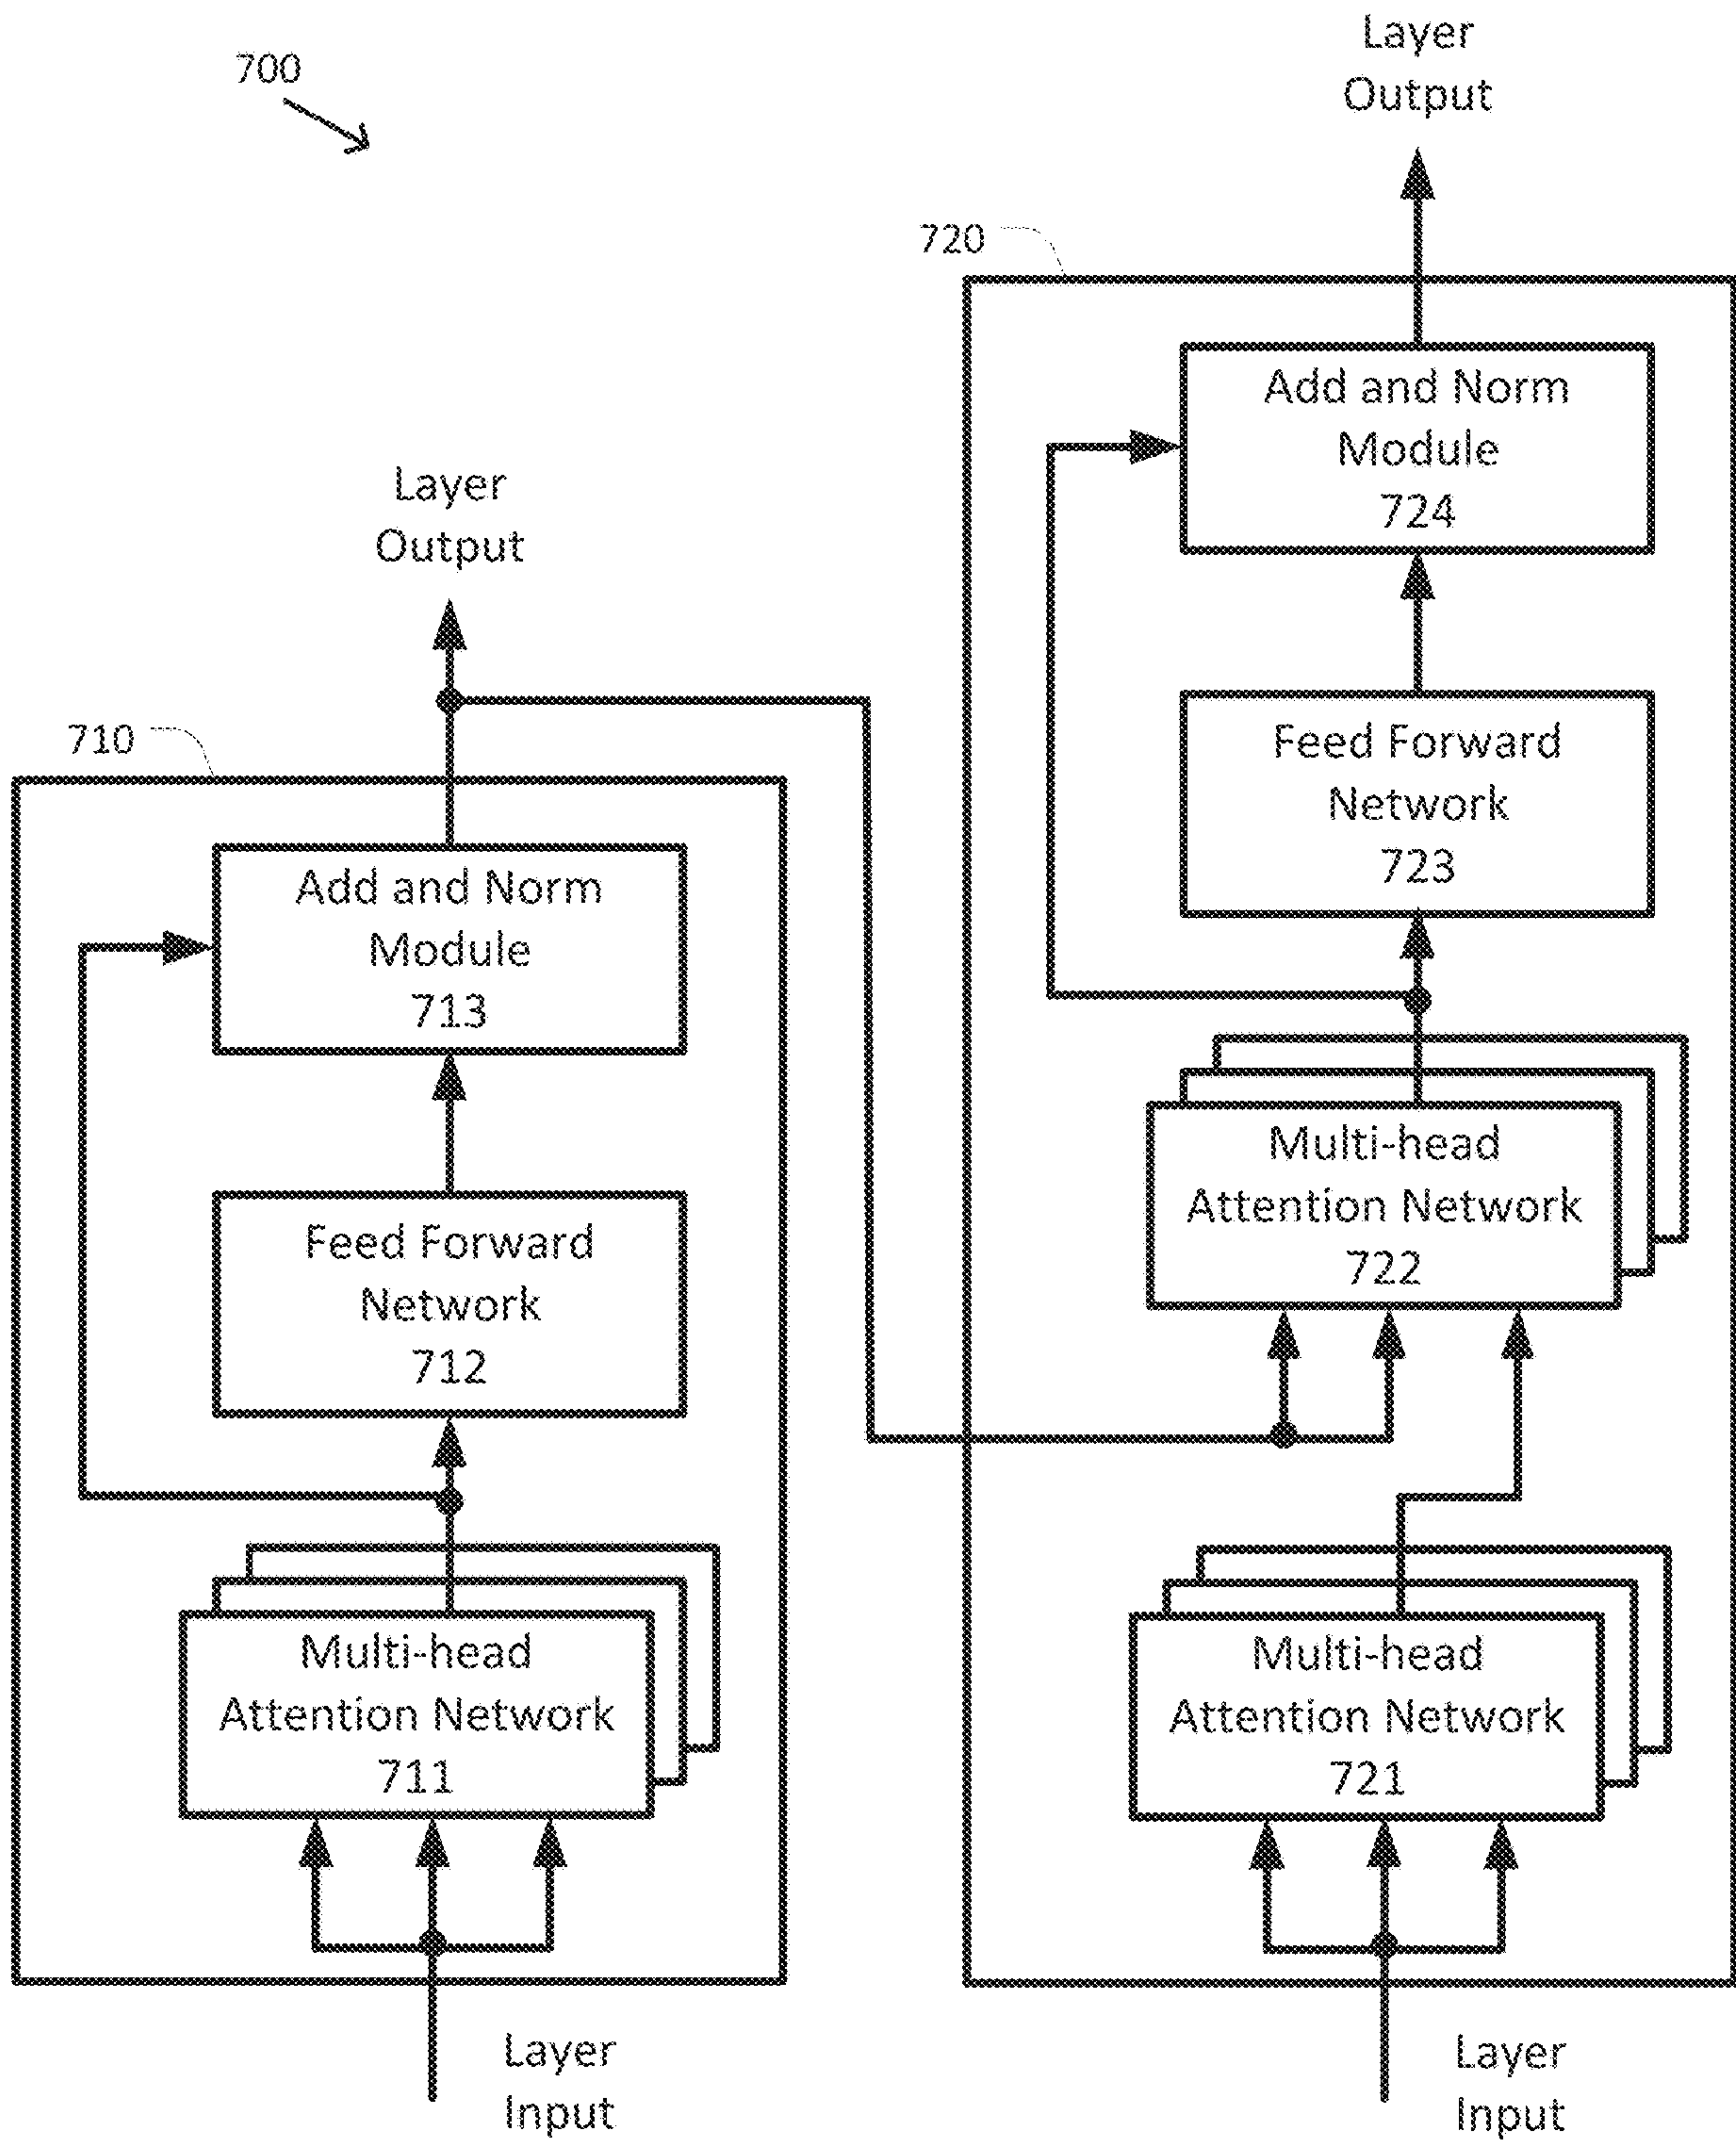 700
Layer
Output
720
Add and Norm
Module
724
Feed Forward
Network
723
Multi-head
Attention Network
722
Multi-head
Attention Network
721
Layer
Input
Layer
Output
710
Add and Norm
Module
713
Feed Forward
Network
712
Multi-head
Attention Network
711
Layer
Input